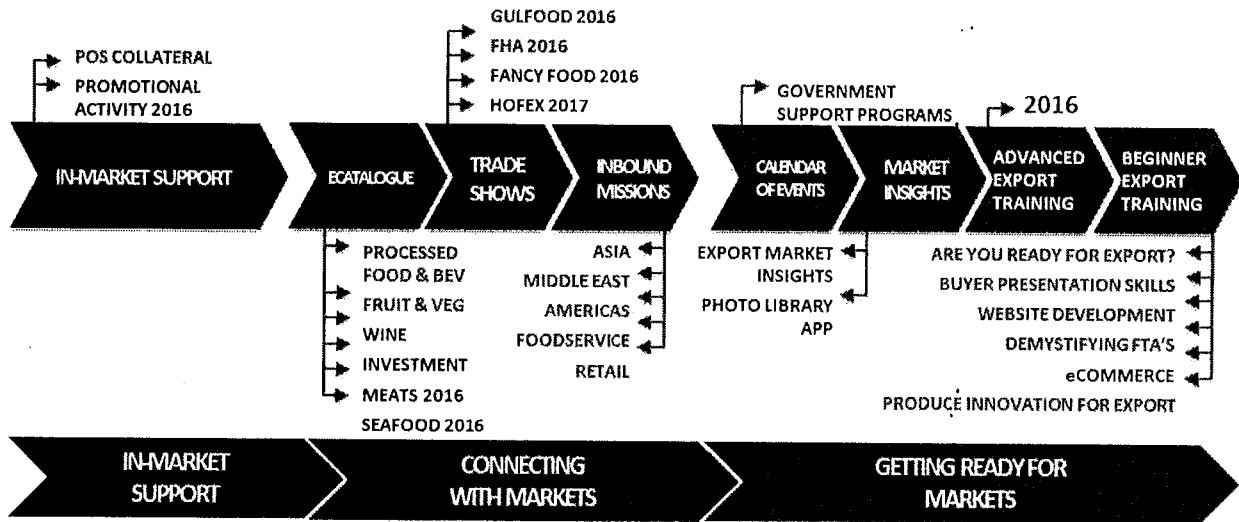 GULFOOD 2016
FHA 2016
FANCY FOOD 2016
HOFEX 2017
POS COLLATERAL
PROMOTIONAL
ACTIVITY 2016
GOVERNMENT
SUPPORT PROGRAMS
2016
IN-MARKET SUPPORT
ECATALOGUE
TRADE
SHOWS
INBOUND
MISSIONS
CALENDAR
OF EVENTS
MARKET
INSIGHTS
ADVANCED
EXPORT
TRAINING
BEGINNER
EXPORT
TRAINING
PROCESSED
FOOD & BEV
FRUIT & VEG
WINE
INVESTMENT
MEATS 2016
SEAFOOD 2016
ASIA
MIDDLE EAST
AMERICAS
FOODSERVICE
RETAIL
EXPORT MARKET
INSIGHTS
PHOTO LIBRARY
APP
ARE YOU READY FOR EXPORT?
BUYER PRESENTATION SKILLS
WEBSITE DEVELOPMENT
DEMYSTIFYING FTA'S
eCOMMERCE
PRODUCE INNOVATION FOR EXPORT
IN-MARKET
SUPPORT
CONNECTING
WITH MARKETS
GETTING READY FOR
MARKETS